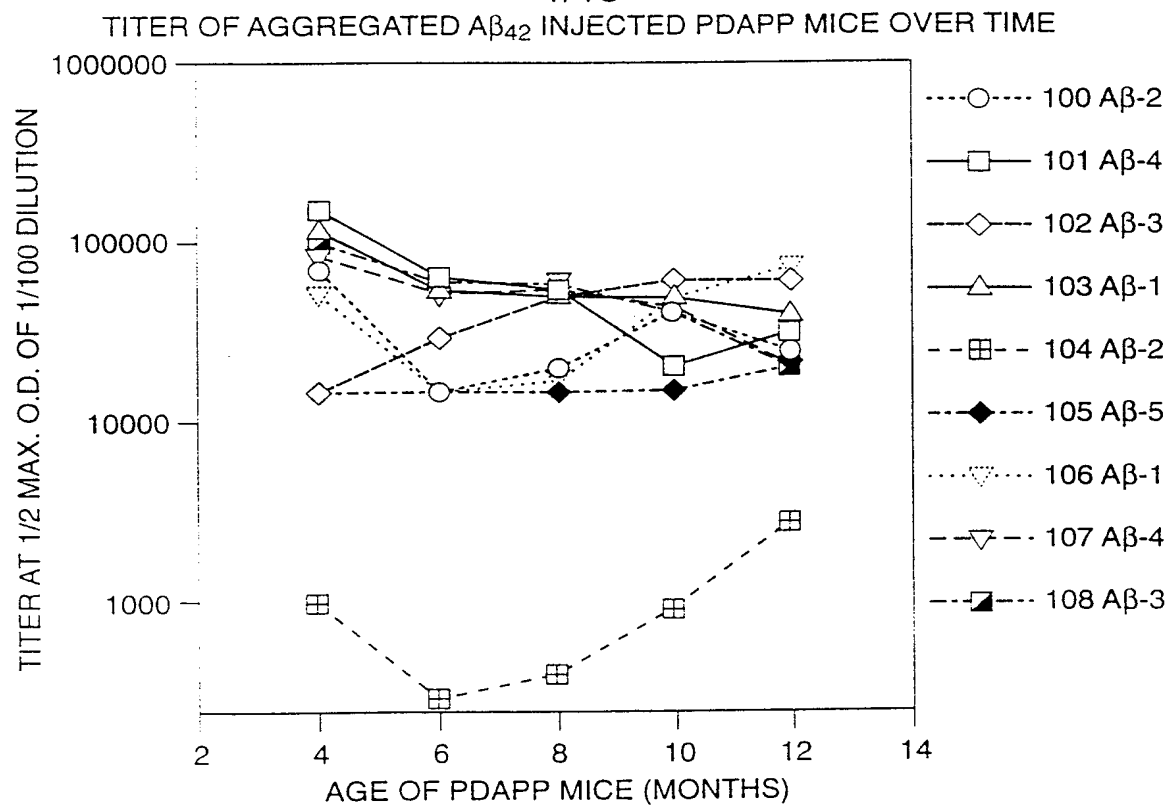 TITER OF AGGREGATED Aβ42 INJECTED PDAPP MICE OVER TIME
TITER AT 1/2 MAX. O.D. OF 1/100 DILUTION
1000000
100000
10000
1000
2 4 6 8 10 12 14
AGE OF PDAPP MICE (MONTHS)
100 Aβ-2
101 Aβ-4
102 Aβ-3
103 Aβ-1
104 Aβ-2
105 Aβ-5
106 Aβ-1
107 Aβ-4
108 Aβ-3